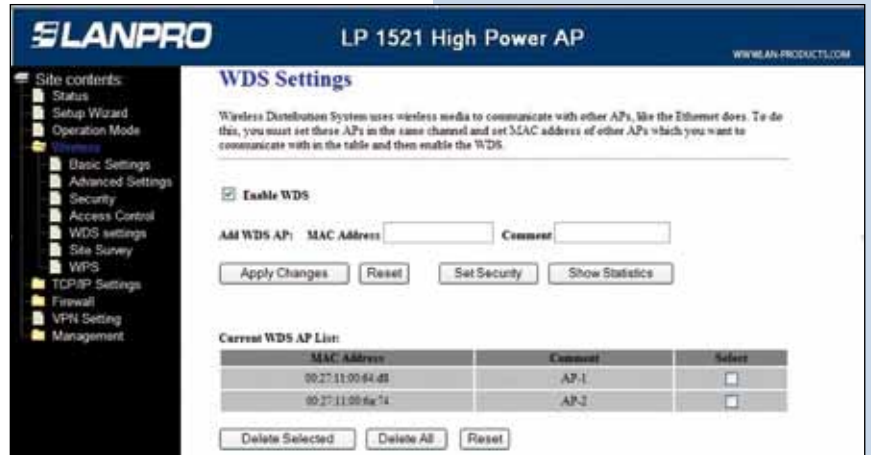 LANPRO
LP 1521 High Power AP
WWW.LAN-PRODUCTS.COM
Site contents:
Status
Setup Wizard
Operation Mode
Wireless
Basic Settings
Advanced Settings
Security
Access Control
WDS settings
Site Survey
WPS
TCP/IP Settings
Firewall
VPN Setting
Management
WDS Settings
Wireless Distribution System uses wireless media to communicate with other APs, like the Ethernet does. To do
this, you must set these APs in the same channel and set MAC address of other APs which you want to
communicate with in the table and then enable the WDS.
Enable WDS
Add WDS AP: MAC Address Comment
Apply Changes Reset Set Security Show Statistics
Current WDS AP List:
MAC Address Comment Select
00:27:11:00:64:d8 AP-1
AP-2
Delete Selected Delete All Reset